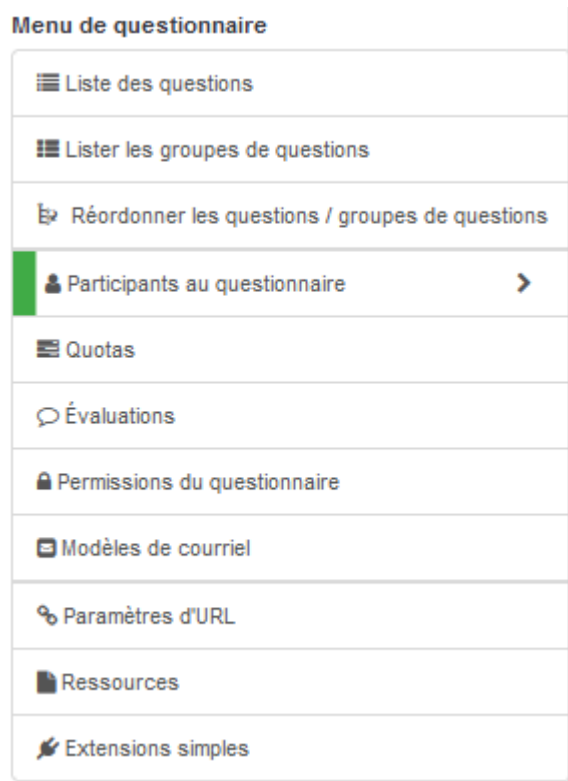 Menu de questionnaire
Liste des questions
Lister les groupes de questions
Réordonner les questions / groupes de questions
Participants au questionnaire
Quotas
Évaluations
Permissions du questionnaire
Modèles de courriel
Paramètres d'URL
Ressources
Extensions simples